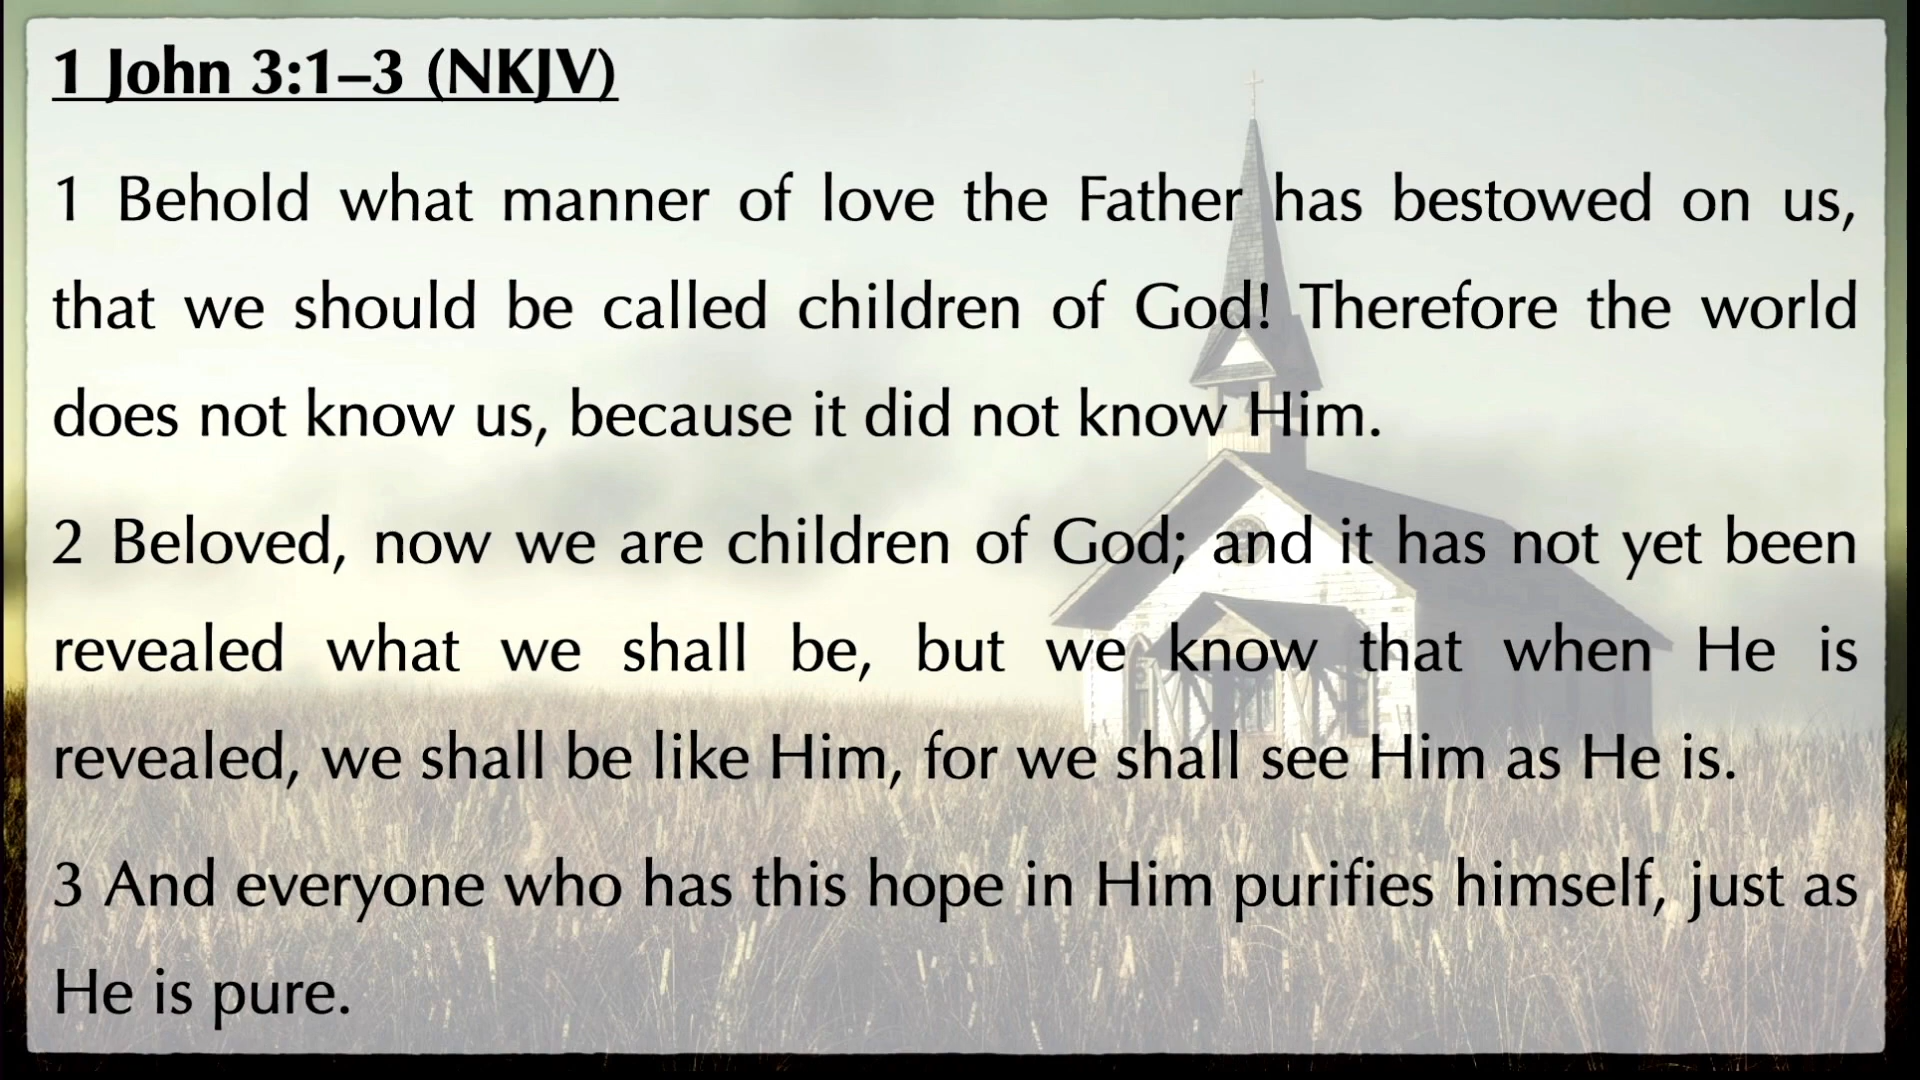 1 John 3:1–3 (NKJV)
1 Behold what manner of love the Father has bestowed on us,
that we should be called children of God! Therefore the world
does not know us, because it did not know Him.
2 Beloved, now we are children of God; and it has not yet been
revealed what we shall be, but we know that when He is
revealed, we shall be like Him, for we shall see Him as He is.
3 And everyone who has this hope in Him purifies himself, just as
He is pure.